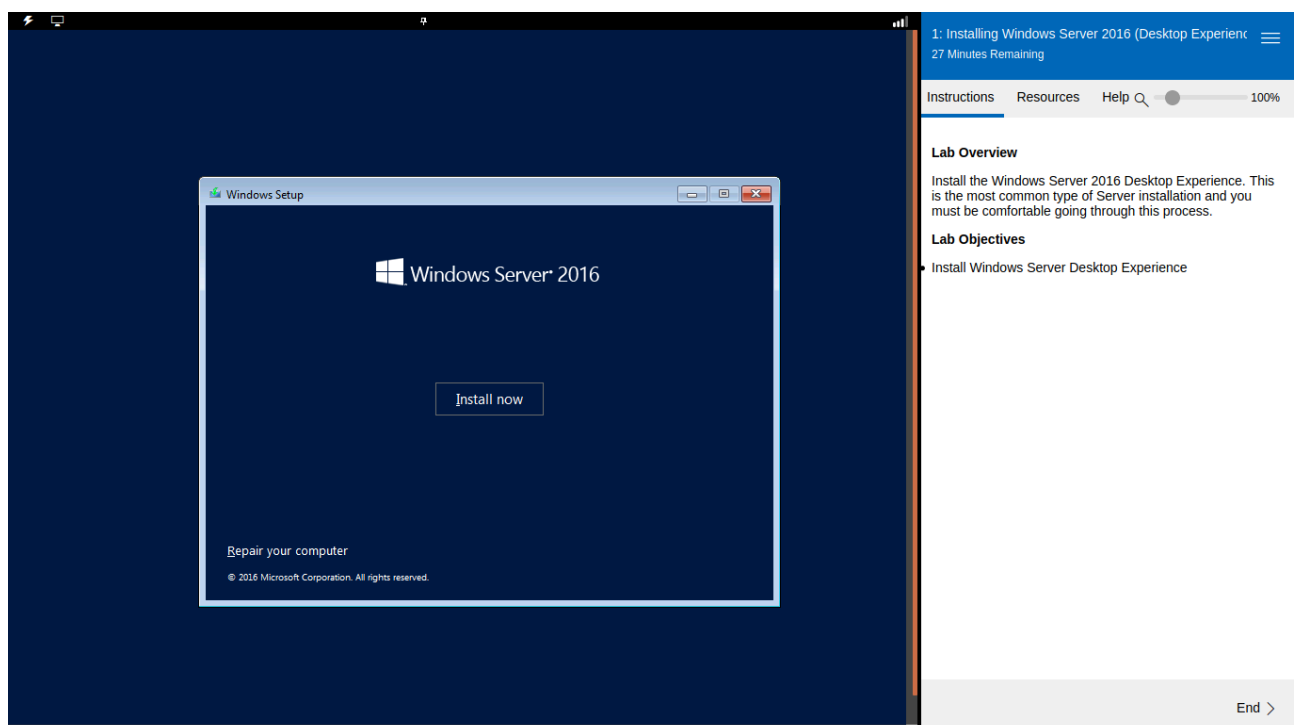 1: Installing Windows Server 2016 (Desktop Experienc
27 Minutes Remaining
Instructions Resources Help 100%
Lab Overview
Install the Windows Server 2016 Desktop Experience. This
is the most common type of Server installation and you
must be comfortable going through this process.
Lab Objectives
Install Windows Server Desktop Experience
End
Windows Setup
Windows Server 2016
Install now
Repair your computer
© 2016 Microsoft Corporation. All rights reserved.